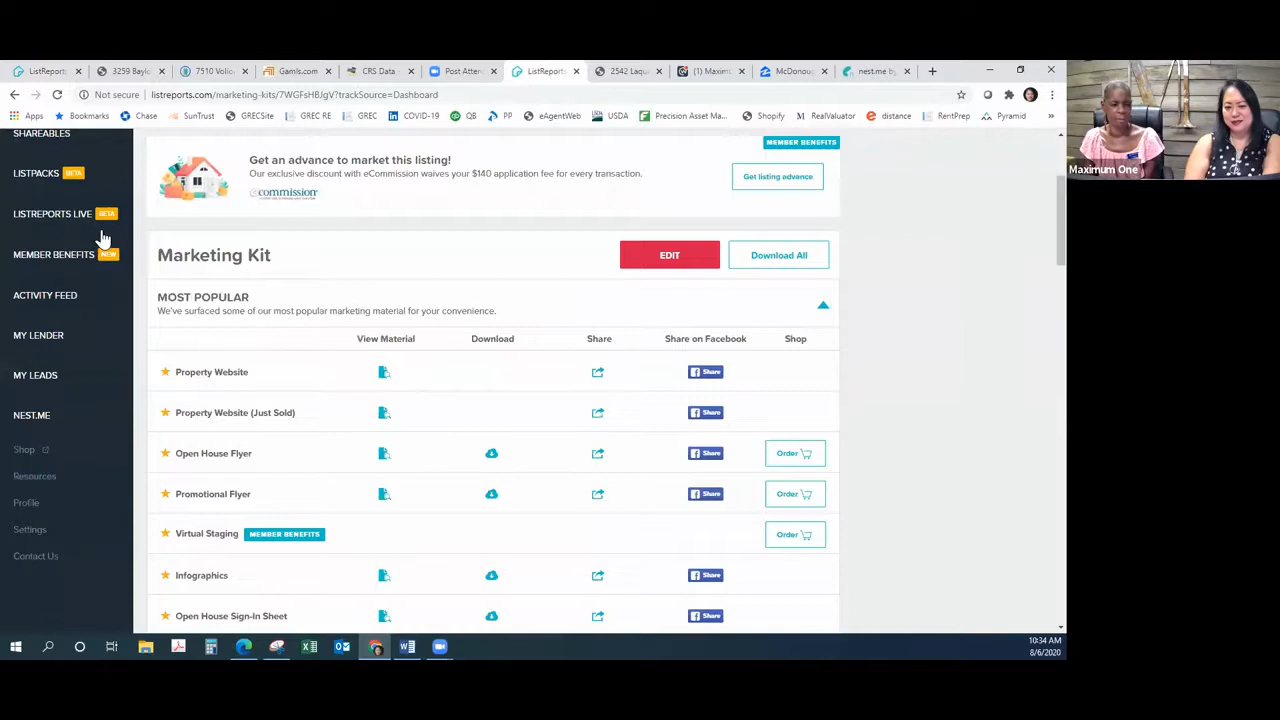 ListReports
3259 Baylo
7510 Volio
Gamls.com
CRS Data -
Post Atten
ListReports
2542 Laqu
(1) Maxim
McDonoug
nest.me by
Not secure
listreports.com/marketing-kits/7WGFsHBJgV?trackSource=Dashboard
Apps
Bookmarks
Chase
SunTrust
GRECSite
GREC RE
GREC
COVID-19
QB
PP
eAgentWeb
USDA
Precision Asset Ma...
Shopify
RealValuator
distance
RentPrep
Pyramid
»
SHAREABLES
LISTPACKS BETA
LISTREPORTS LIVE BETA
MEMBER BENEFITS NEW
ACTIVITY FEED
MY LENDER
MY LEADS
NEST.ME
Shop
Resources
Profile
Settings
Contact Us
MEMBER BENEFITS
Get an advance to market this listing!
Our exclusive discount with eCommission waives your $140 application fee for every transaction.
ecommission
Get listing advance
Marketing Kit
EDIT
Download All
MOST POPULAR
We've surfaced some of our most popular marketing material for your convenience.
View Material Download Share Share on Facebook Shop
Property Website Share
Property Website (Just Sold) Share
Open House Flyer Share Order
Promotional Flyer Share Order
Virtual Staging MEMBER BENEFITS Order
Infographics Share
Open House Sign-In Sheet Share
Maximum One
10:34 AM
8/6/2020